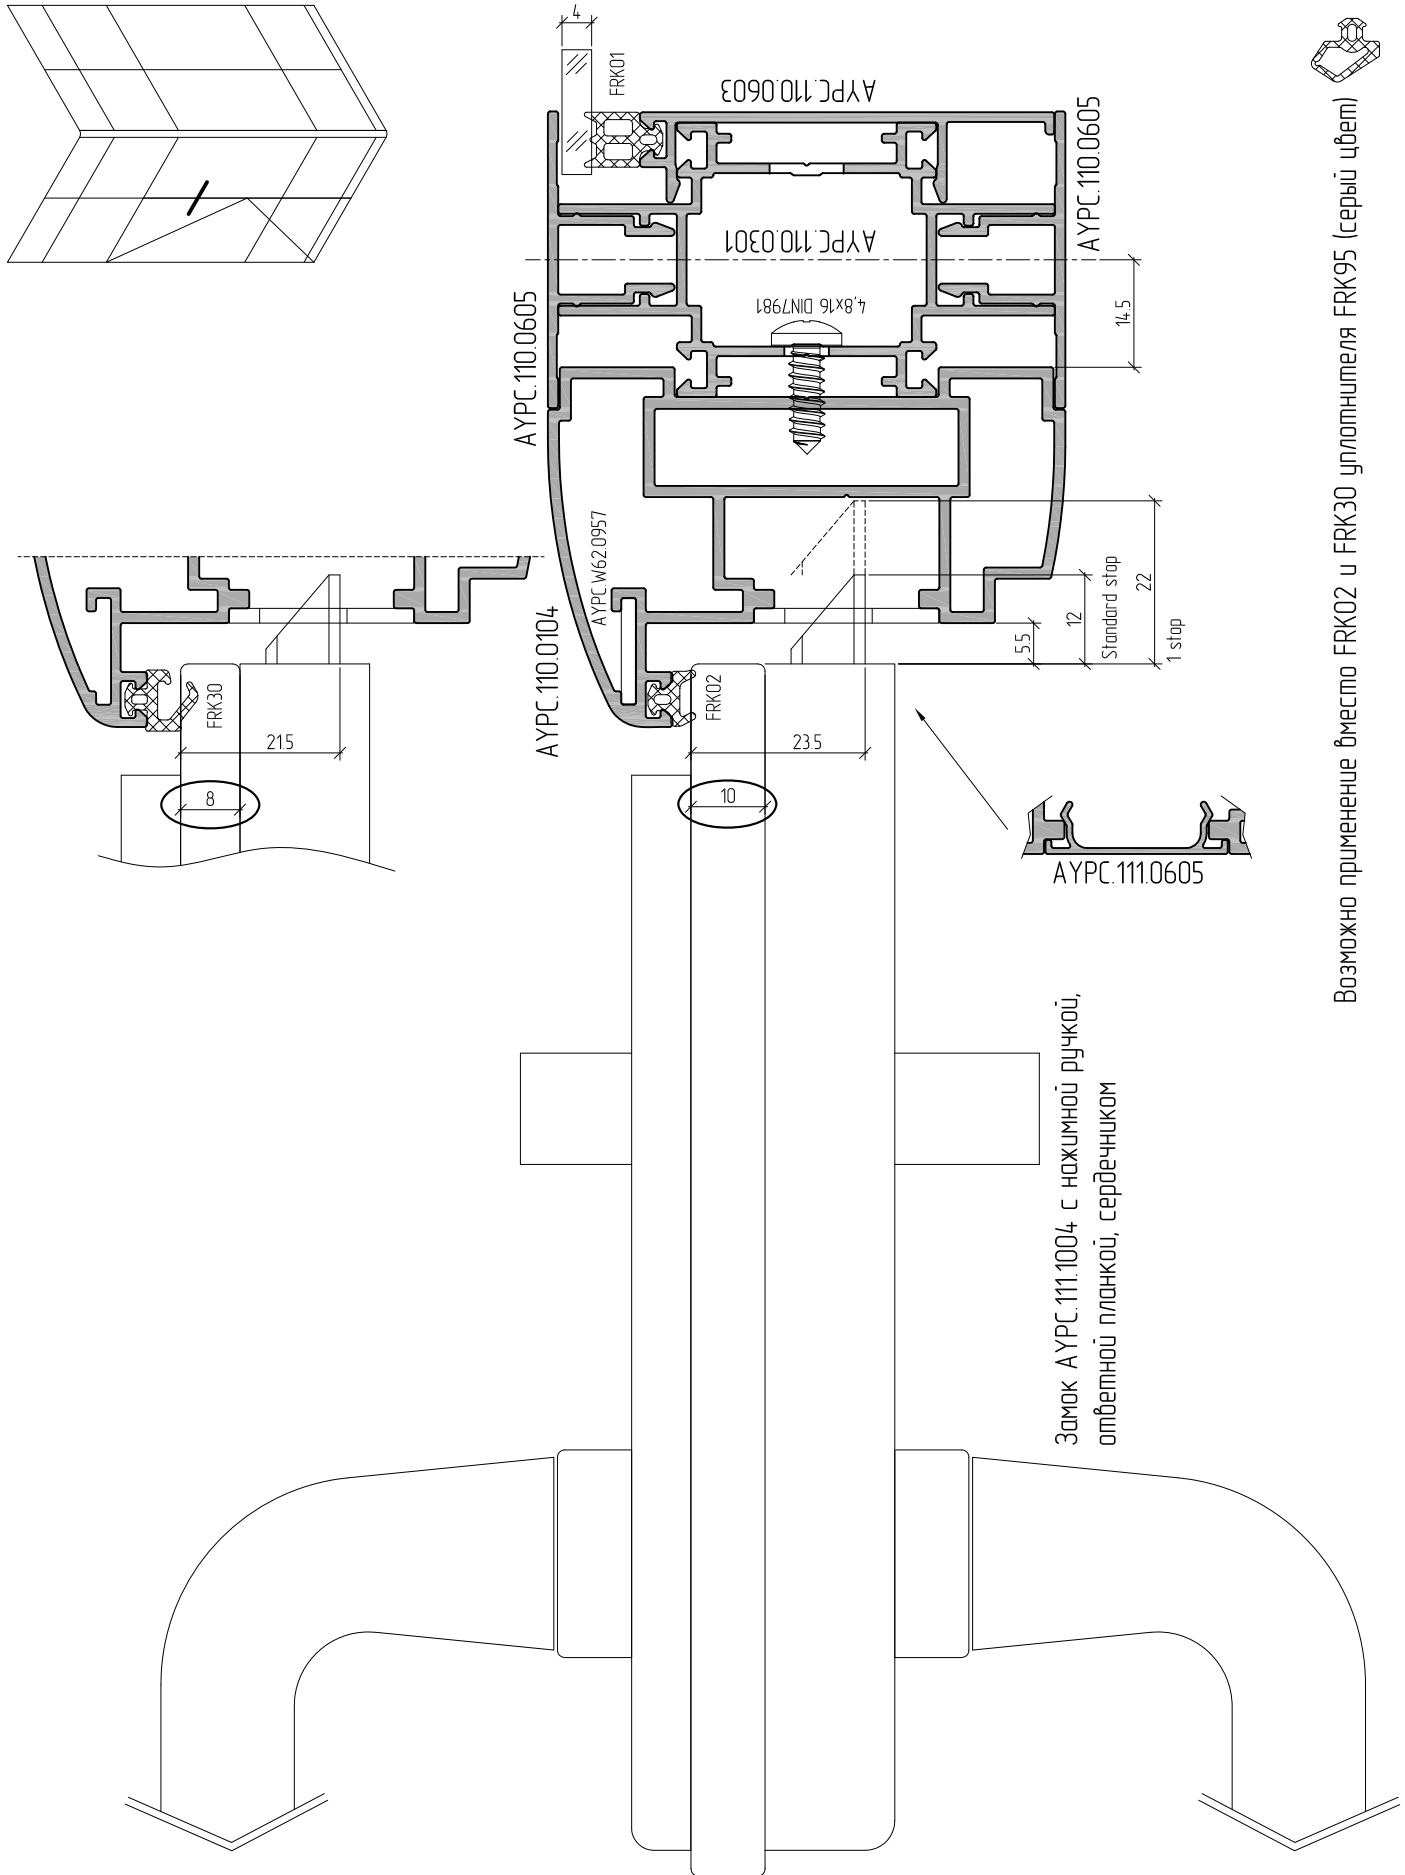 4
FRK01
AYPC.110.0603
AYPC.110.0605
AYPC.110.0301
4,8x16 DIN7981
AYPC.110.0605
14.5
AYPC.W62.0957
AYPC.110.0104
22
12
5.5
Standard stop
1 stop
FRK30
21.5
8
FRK02
23.5
10
AYPC.111.0605
Возможно применение вместо FRK02 и FRK30 уплотнителя FRK95 (серый цвет)
Замок AYPC.111.1004 с нажимной ручкой,
ответной планкой, сердечником